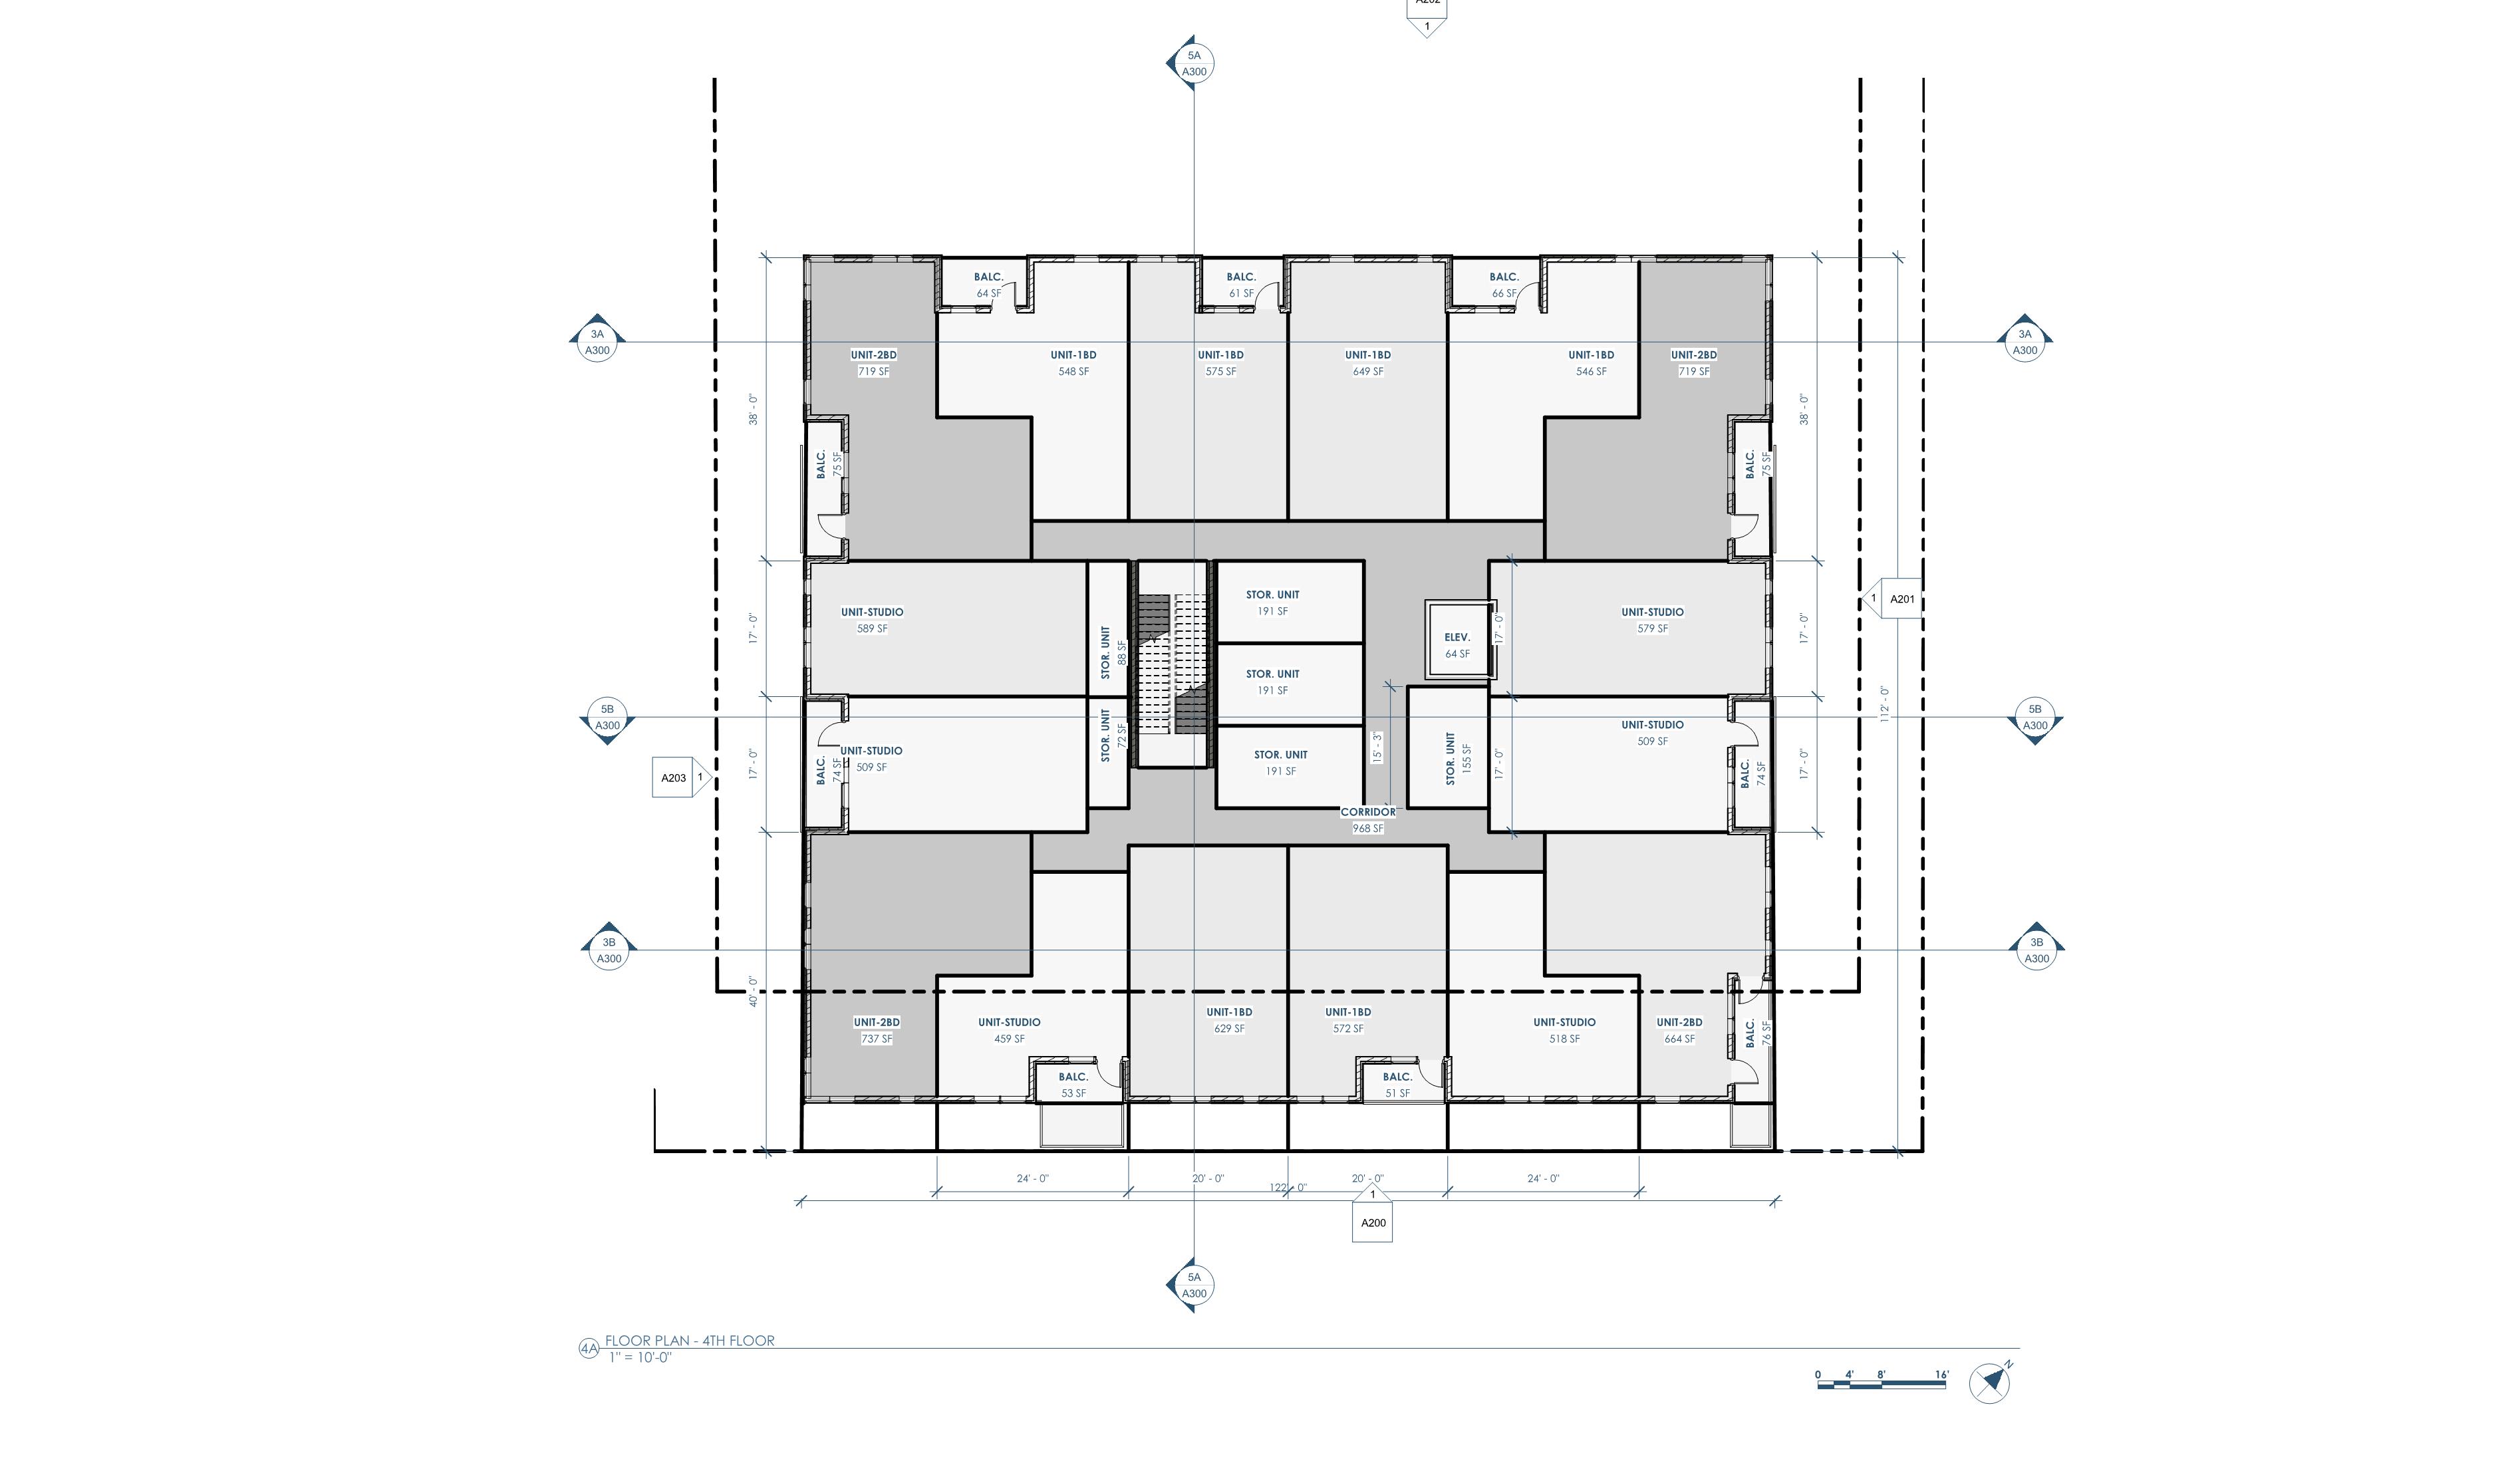 A202
1
5A
A300
BALC.
64 SF
BALC.
61 SF
BALC.
66 SF
3A
A300
3A
A300
UNIT-2BD
719 SF
UNIT-1BD
548 SF
UNIT-1BD
575 SF
UNIT-1BD
649 SF
UNIT-1BD
546 SF
UNIT-2BD
719 SF
38' - 0"
38' - 0"
BALC.
75 SF
BALC.
75 SF
UNIT-STUDIO
589 SF
STOR. UNIT
88 SF
STOR. UNIT
191 SF
ELEV.
64 SF
17' - 0"
UNIT-STUDIO
579 SF
17' - 0"
17' - 0"
1
A201
STOR. UNIT
191 SF
5B
A300
5B
A300
112' - 0"
UNIT-STUDIO
509 SF
STOR. UNIT
72 SF
STOR. UNIT
191 SF
15' - 3"
STOR. UNIT
155 SF
17' - 0"
UNIT-STUDIO
509 SF
BALC.
74 SF
BALC.
74 SF
17' - 0"
17' - 0"
A203
1
CORRIDOR
968 SF
3B
A300
3B
A300
40' - 0"
UNIT-2BD
737 SF
UNIT-STUDIO
459 SF
UNIT-1BD
629 SF
UNIT-1BD
572 SF
UNIT-STUDIO
518 SF
UNIT-2BD
664 SF
BALC.
76 SF
BALC.
53 SF
BALC.
51 SF
24' - 0"
20' - 0"
20' - 0"
24' - 0"
122' - 0"
1
A200
5A
A300
4A
FLOOR PLAN - 4TH FLOOR
1" = 10'-0"
0 4' 8' 16'
N